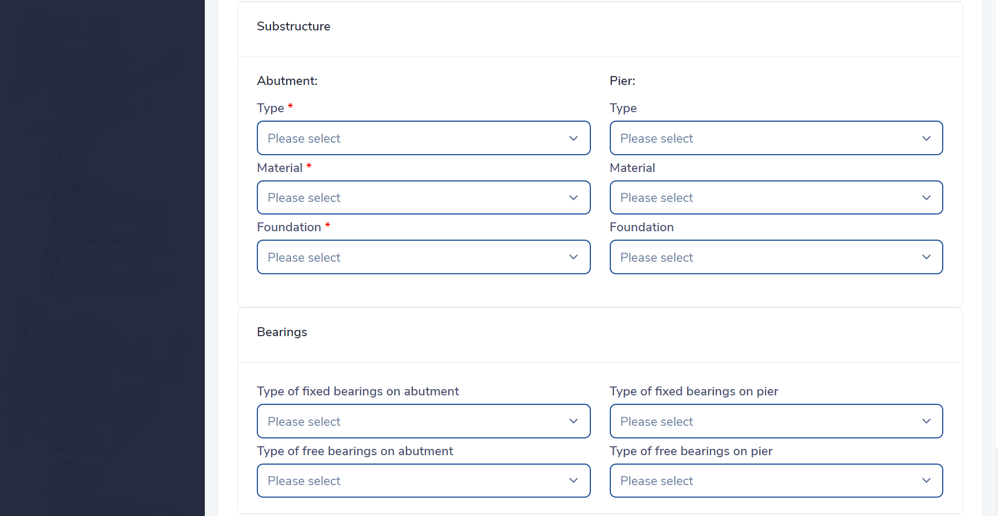 Substructure
Abutment:
Type *
Please select
Material *
Please select
Foundation *
Please select
Pier:
Type
Please select
Material
Please select
Foundation
Please select
Bearings
Type of fixed bearings on abutment
Please select
Type of free bearings on abutment
Please select
Type of fixed bearings on pier
Please select
Type of free bearings on pier
Please select